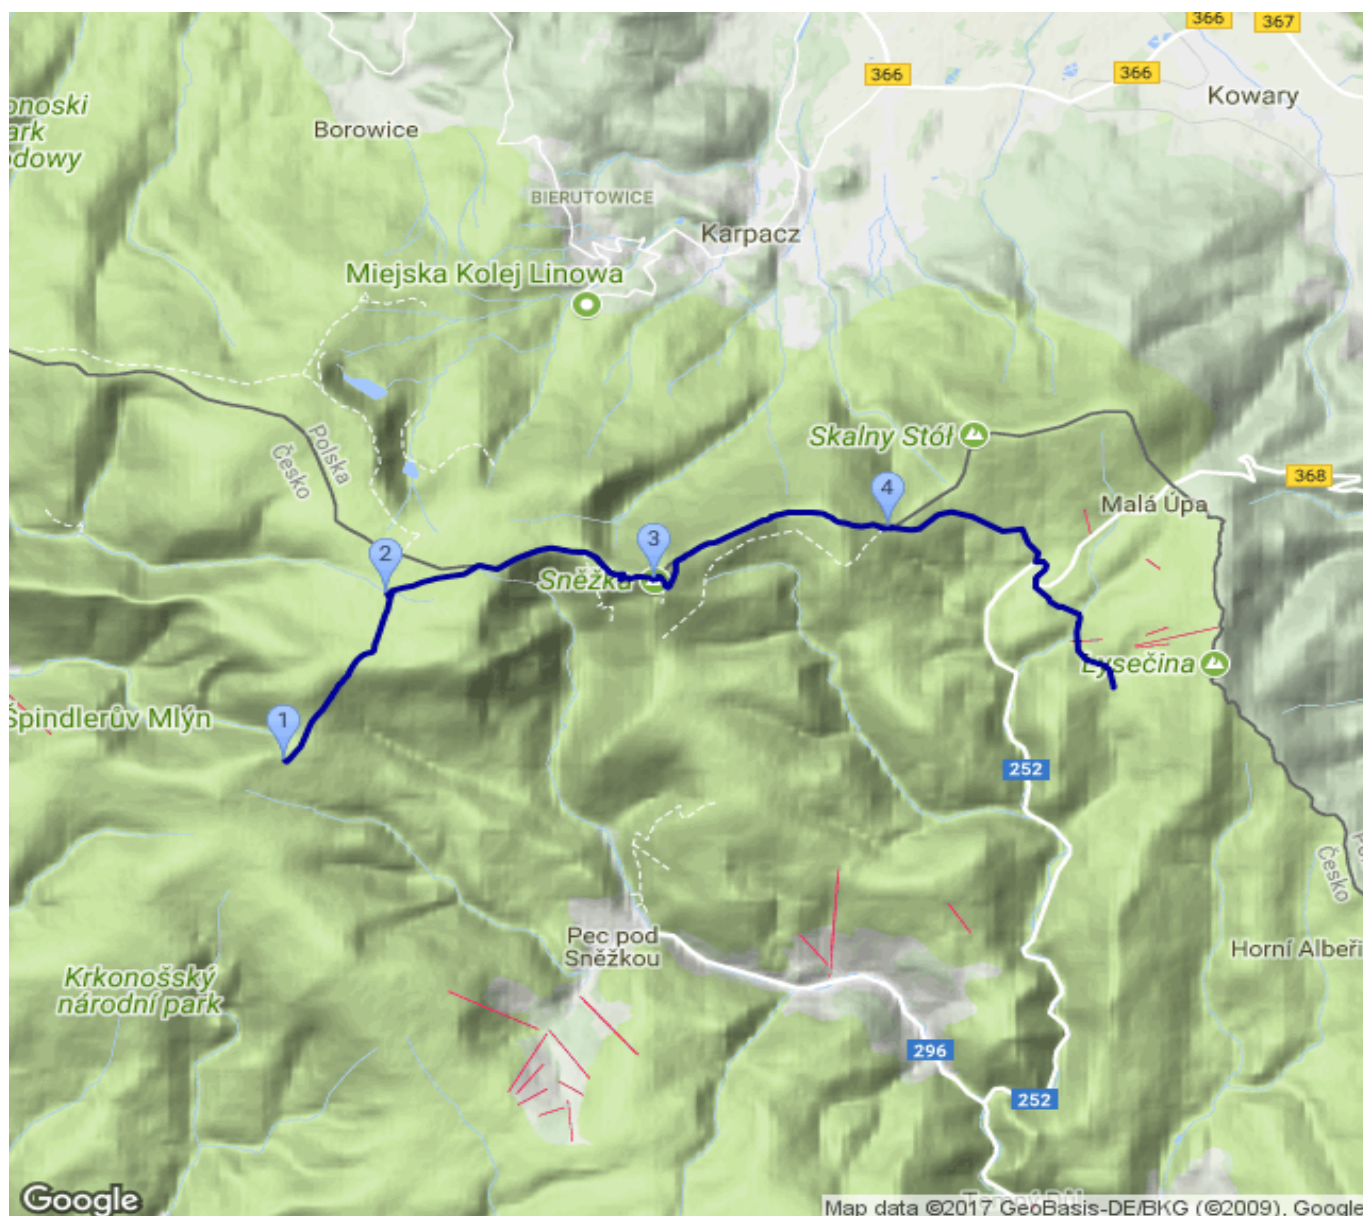 366
367
366
366
Kowary
onoski
ark
odowy
Borowice
BIERUTOWICE
Karpacz
Miejska Kolej Linowa
Skalny Stół
Polska
Česko
368
4
Malá Úpa
3
2
Sněžka
Lysečina
1
Špindlerův Mlýn
252
Česko
Pec pod
Sněžkou
Horní Albeři
Krkonošský
národní park
296
252
Google
Map data ©2017 GeoBasis-DE/BKG (©2009), Google